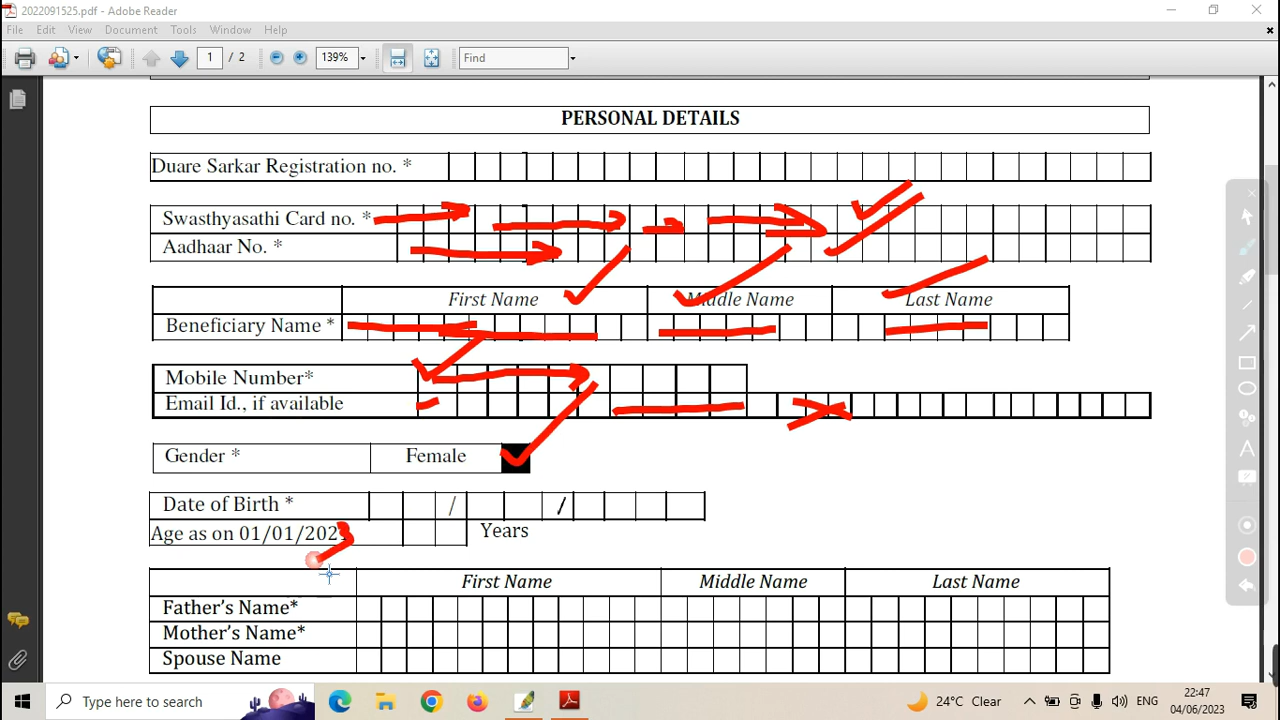 2022091525.pdf - Adobe Reader
File Edit View Document Tools Window Help
1 / 2 139% Find
PERSONAL DETAILS
Duare Sarkar Registration no. *
Swasthyasathi Card no. *
Aadhaar No. *
First Name Middle Name Last Name
Beneficiary Name *
Mobile Number*
Email Id., if available
Gender * Female
Date of Birth * / /
Age as on 01/01/202 Years
First Name Middle Name Last Name
Father's Name*
Mother's Name*
Spouse Name
Type here to search
24°C Clear
ENG
22:47
04/06/2023